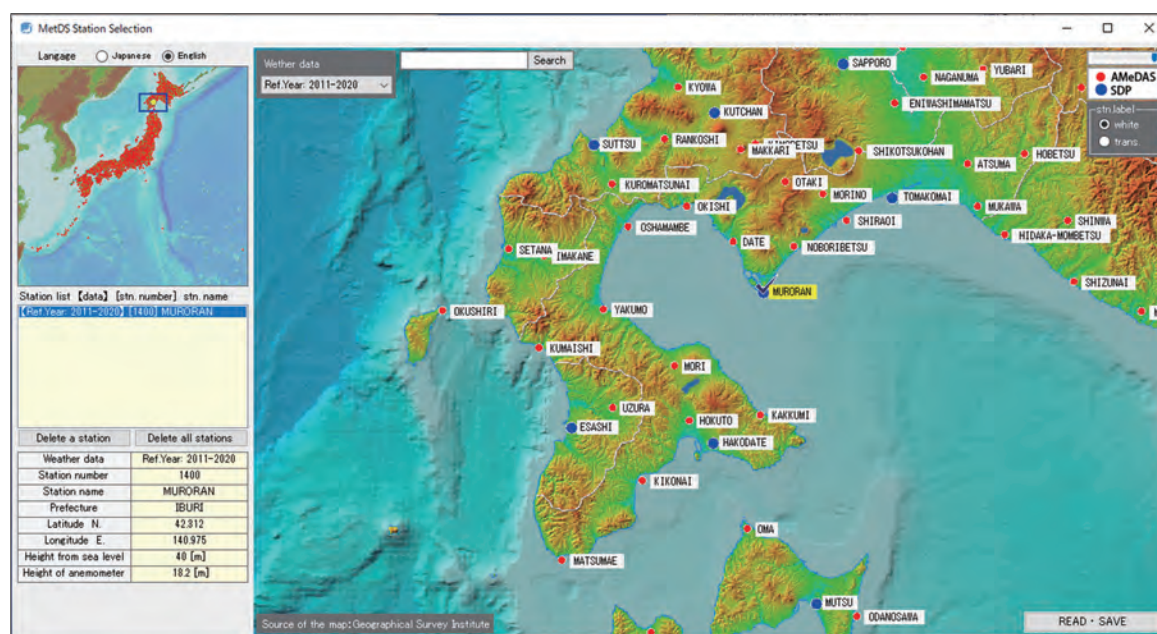 MetDS Station Selection
Langage Japanese English
Station list 【data】 [stn. number] stn. name
【Ref.Year: 2011-2020】 [1400] MURORAN
Delete a station Delete all stations
Weather data Ref.Year: 2011-2020
Station number 1400
Station name MURORAN
Prefecture IBURI
Latitude N. 42.312
Longitude E. 140.975
Height from sea level 40 [m]
Height of anemometer 18.2 [m]
Wether data
Ref.Year: 2011-2020
Search
AMeDAS
SDP
stn.label
white
trans.
SAPPORO
NAGANUMA
YUBARI
KYOWA
ENIWASHIMAMATSU
KUTCHAN
SUTTSU
RANKOSHI
MAKKARI
SHIKOTSUKOHAN
HOBETSU
ATSUMA
KUROMATSUNAI
OTAKI
MORINO
TOMAKOMAI
OKISHI
MUKAWA
OSHAMAMBE
SHIRAOI
SHINWA
HIDAKA-MOMBETSU
DATE
NOBORIBETSU
SETANA
IMAKANE
SHIZUNAI
MURORAN
OKUSHIRI
YAKUMO
KUMAISHI
MORI
UZURA
KAKKUMI
ESASHI
HOKUTO
HAKODATE
KIKONAI
OMA
MATSUMAE
MUTSU
ODANOSAWA
Source of the map:Geographical Survey Institute
READ・SAVE